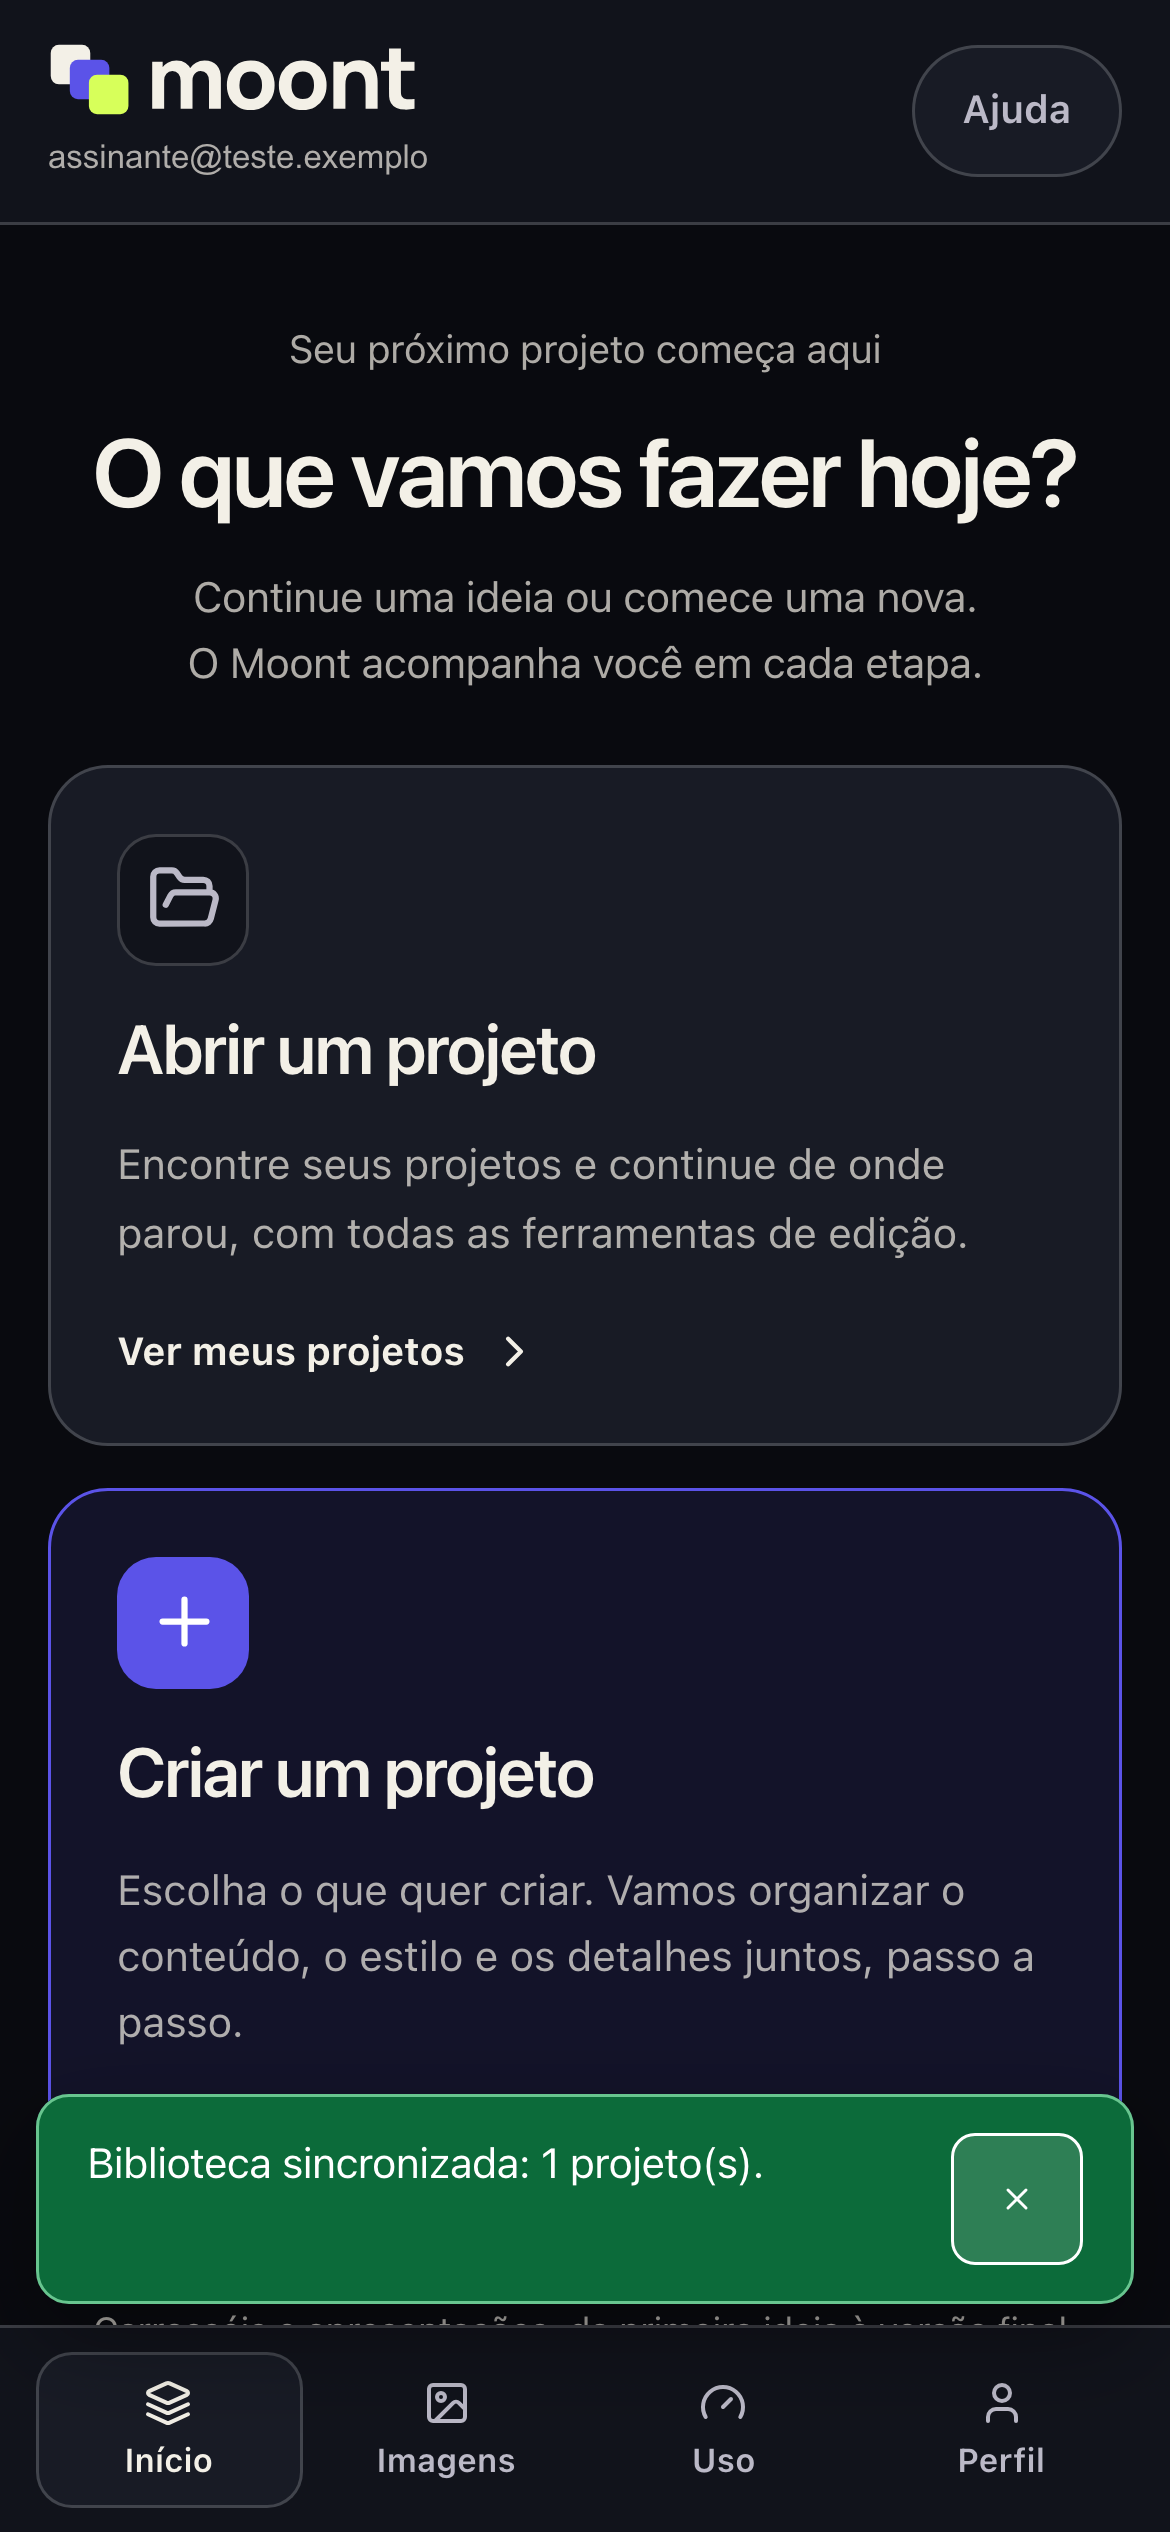 moont
assinante@teste.exemplo
Ajuda
Seu próximo projeto começa aqui
O que vamos fazer hoje?
Continue uma ideia ou comece uma nova.
O Moont acompanha você em cada etapa.
Abrir um projeto
Encontre seus projetos e continue de onde
parou, com todas as ferramentas de edição.
Ver meus projetos
Criar um projeto
Escolha o que quer criar. Vamos organizar o
conteúdo, o estilo e os detalhes juntos, passo a
passo.
Biblioteca sincronizada: 1 projeto(s).
Início
Imagens
Uso
Perfil